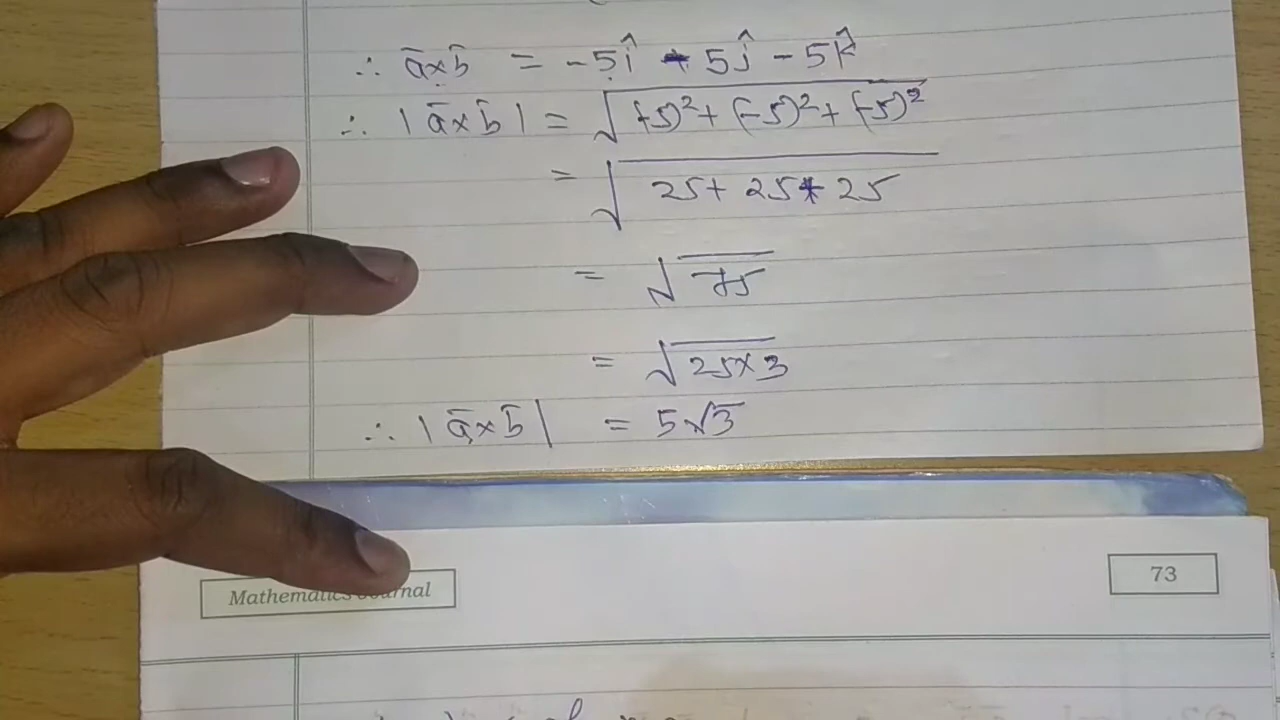 ∴ a̅×b̅ = -5î + 5ĵ - 5k̂
∴ |a̅×b̅| = √(-5)²+(-5)²+(-5)²
= √25+25+25
= √75
= √25×3
∴ |a̅×b̅| = 5√3
Mathematics Journal
73